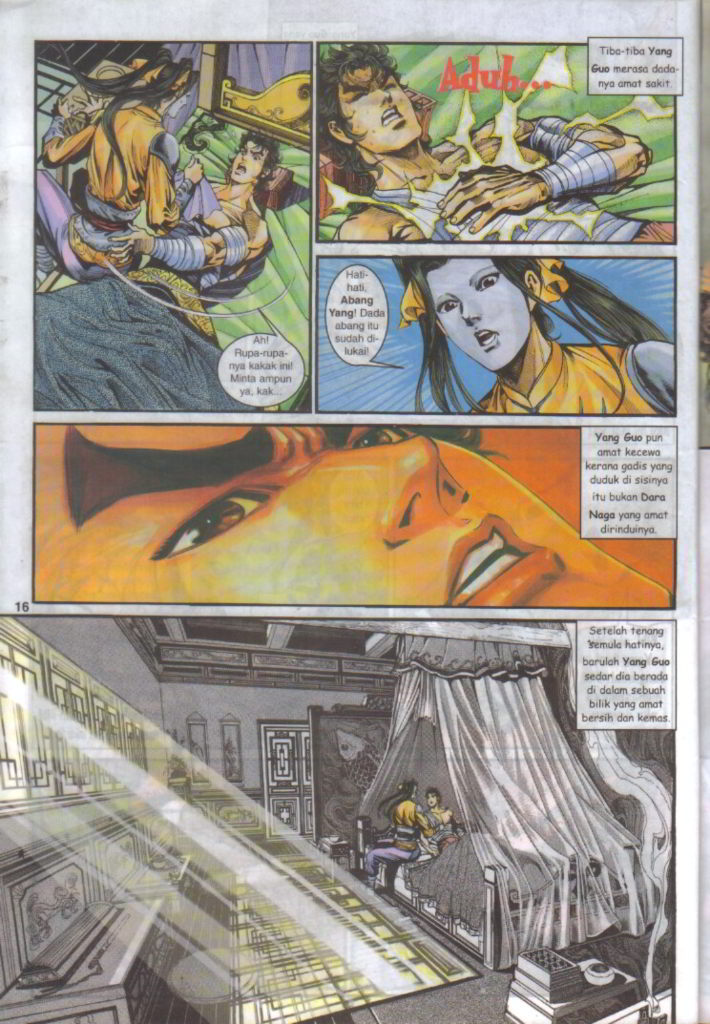 Ah!
Rupa-rupa-
nya kakak ini!
Minta ampun
ya, kak...
Aduh...
Tiba-tiba Yang
Guo merasa dada-
nya amat sakit.
Hati-
hati,
Abang
Yang! Dada
abang itu
sudah di-
lukai!
Yang Guo pun
amat kecewa
kerana gadis yang
duduk di sisinya
itu bukan Dara
Naga yang amat
dirinduinya.
16
Setelah tenang
semula hatinya,
barulah Yang Guo
sedar dia berada
di dalam sebuah
bilik yang amat
bersih dan kemas.